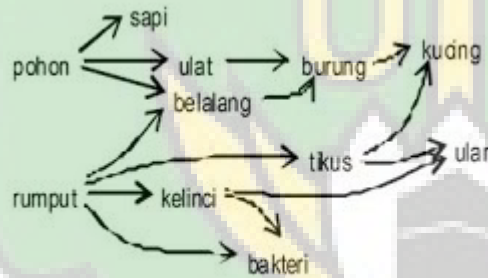 sapi
pohon
ulat
burung
kucing
belalang
tikus
ular
rumput
kelinci
bakteri